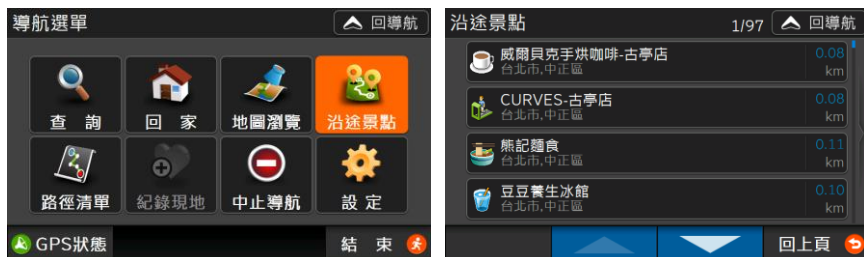 導航選單
回導航
查 詢
回 家
地圖瀏覽
沿途景點
路徑清單
紀錄現地
中止導航
設 定
GPS狀態
結 束
沿途景點
1/97
回導航
威爾貝克手烘咖啡-古亭店
0.08
台北市,中正區
km
CURVES-古亭店
0.08
台北市,中正區
km
熊記麵食
0.11
台北市,中正區
km
豆豆養生冰館
0.10
台北市,中正區
km
回上頁